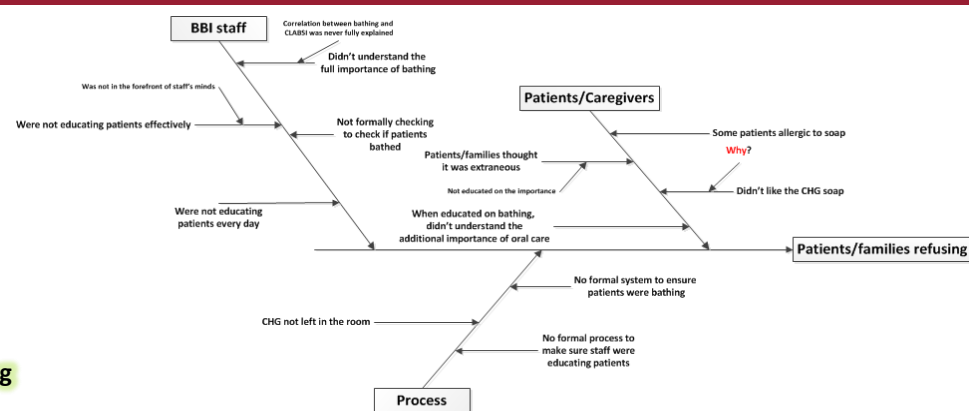 BBI staff
Correlation between bathing and
CLABSI was never fully explained
Didn't understand the
full importance of bathing
Was not in the forefront of staff's minds
Were not educating patients effectively
Not formally checking
to check if patients
bathed
Were not educating
patients every day
Patients/Caregivers
Some patients allergic to soap
Why?
Patients/families thought
it was extraneous
Not educated on the importance
Didn't like the CHG soap
When educated on bathing,
didn't understand the
additional importance of oral care
Patients/families refusing
No formal system to ensure
patients were bathing
CHG not left in the room
No formal process to
make sure staff were
educating patients
Process
g